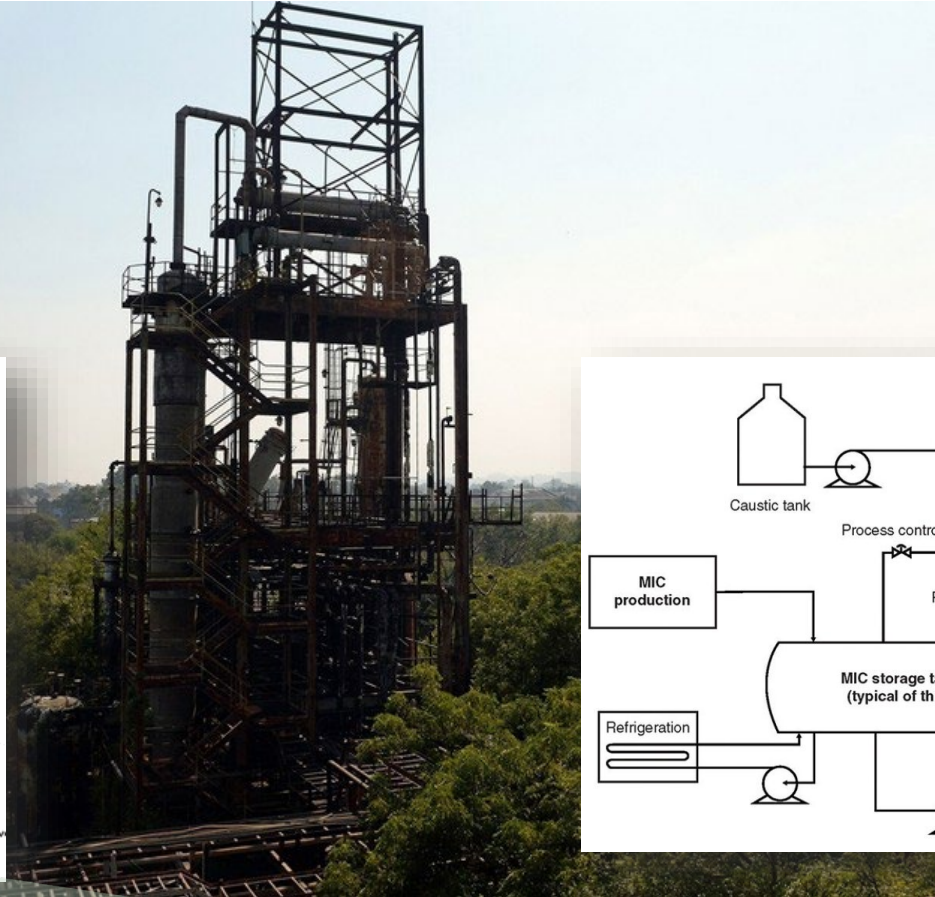 Caustic tank
Process contro
MIC
production
MIC storage t
(typical of th
Refrigeration